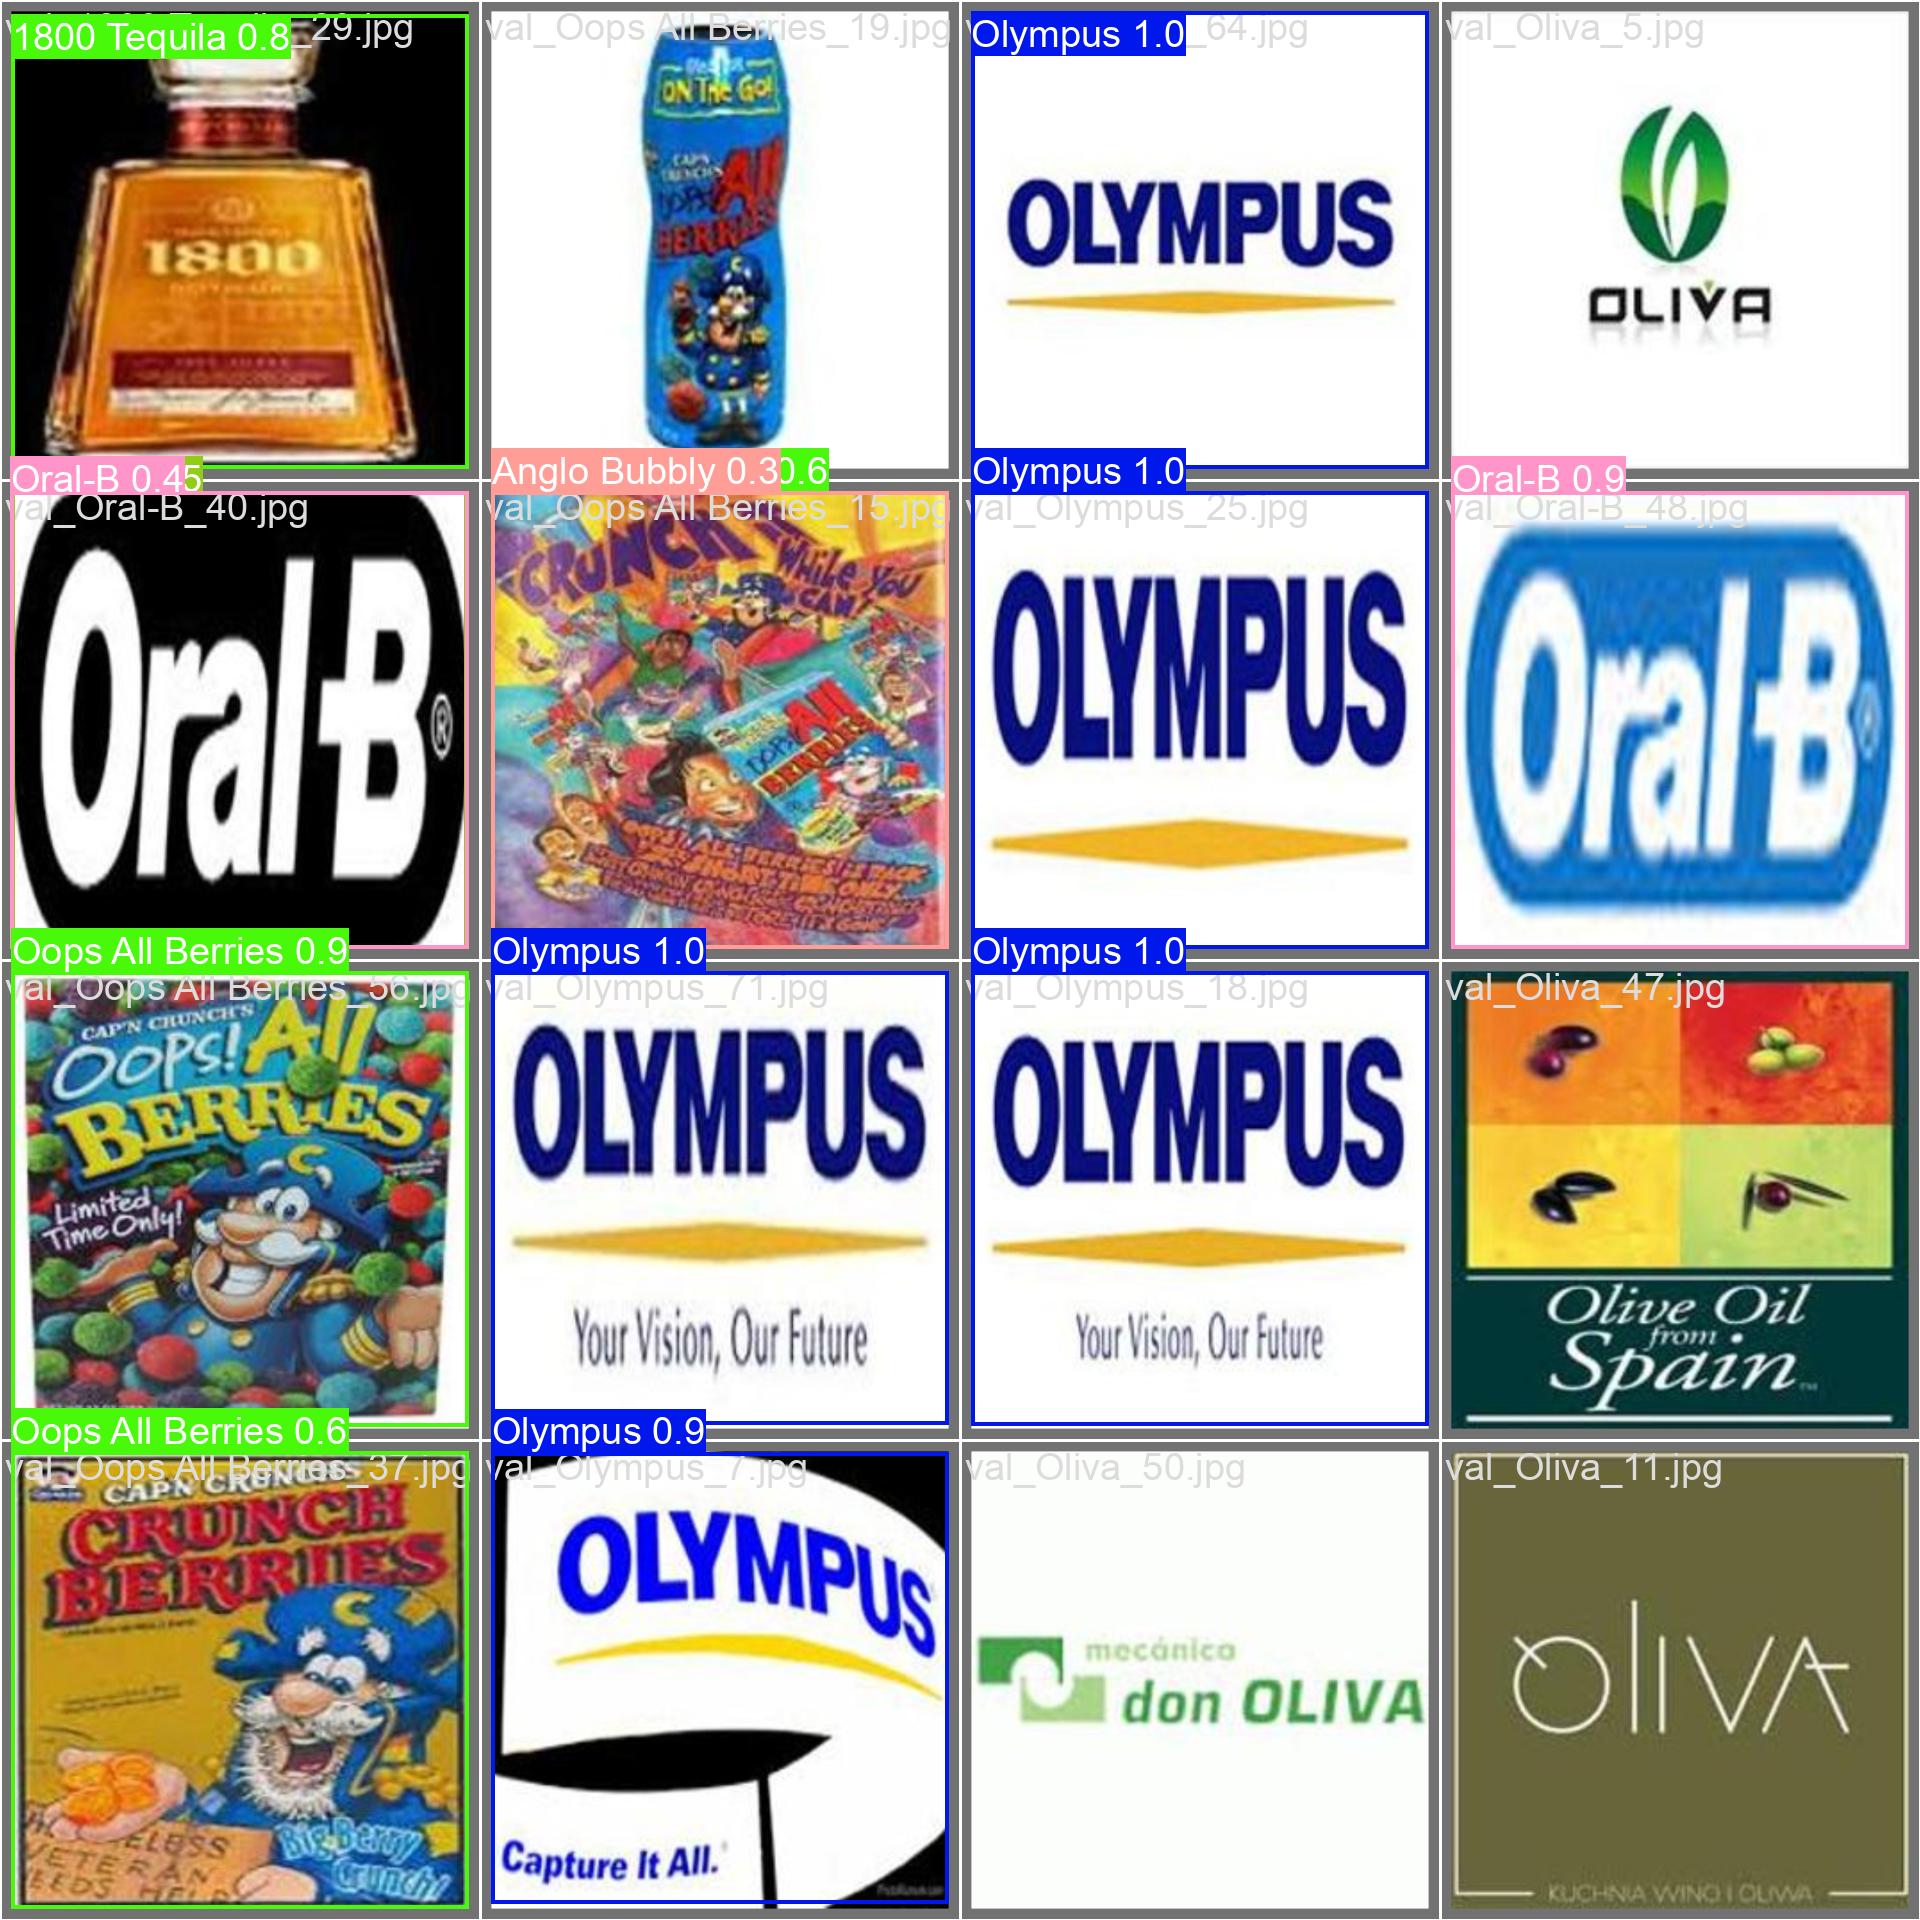 1800 Tequila 0.8
_29.jpg
1800
val_Oops All Berries_19.jpg
ON THE GO!
CAP'N
CRUNCH'S
OOPS! All
BERRIES
Olympus 1.0
_64.jpg
OLYMPUS
val_Oliva_5.jpg
OLIVA
Oral-B 0.45
val_Oral-B_40.jpg
Oral-B®
Anglo Bubbly 0.30.6
val_Oops All Berries_15.jpg
CRUNCH
WHILE YOU
CAN!
OOPS! All
BERRIES
Olympus 1.0
val_Olympus_25.jpg
OLYMPUS
Oral-B 0.9
val_Oral-B_48.jpg
Oral-B
Oops All Berries 0.9
val_Oops All Berries_56.jpg
CAP'N CRUNCH'S
OOPS! All
BERRIES
C
Limited
Time Only!
Olympus 1.0
val_Olympus_71.jpg
OLYMPUS
Your Vision, Our Future
Olympus 1.0
val_Olympus_18.jpg
OLYMPUS
Your Vision, Our Future
val_Oliva_47.jpg
Olive Oil
from
Spain™
Oops All Berries 0.6
val_Oops All Berries_37.jpg
CAP'N CRUNCH'S
CRUNCH
BERRIES
C
Big Berry
Crunch!
Olympus 0.9
val_Olympus_7.jpg
OLYMPUS
Capture It All.
val_Oliva_50.jpg
mecánica
don OLIVA
val_Oliva_11.jpg
OlIVA
KUCHNIA WINO I OLIWA